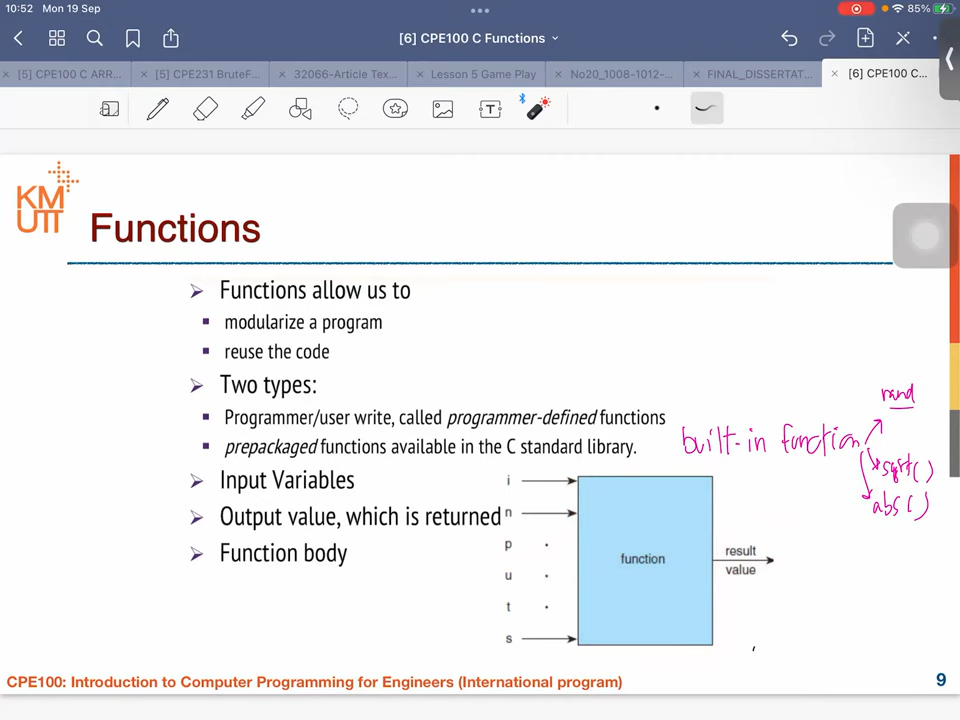 10:52 Mon 19 Sep
85%
[6] CPE100 C Functions
[5] CPE100 C ARR...
[5] CPE231 BruteF...
32066-Article Tex...
Lesson 5 Game Play
No20_1008-1012-...
FINAL_DISSERTAT...
[6] CPE100 C...
T
KM
UTT
Functions
Functions allow us to
modularize a program
reuse the code
Two types:
Programmer/user write, called programmer-defined functions
prepackaged functions available in the C standard library.
built-in function
rand
sqrt()
abs()
Input Variables
Output value, which is returned
Function body
i
n
p
u
t
s
function
result
value
CPE100: Introduction to Computer Programming for Engineers (International program)
9